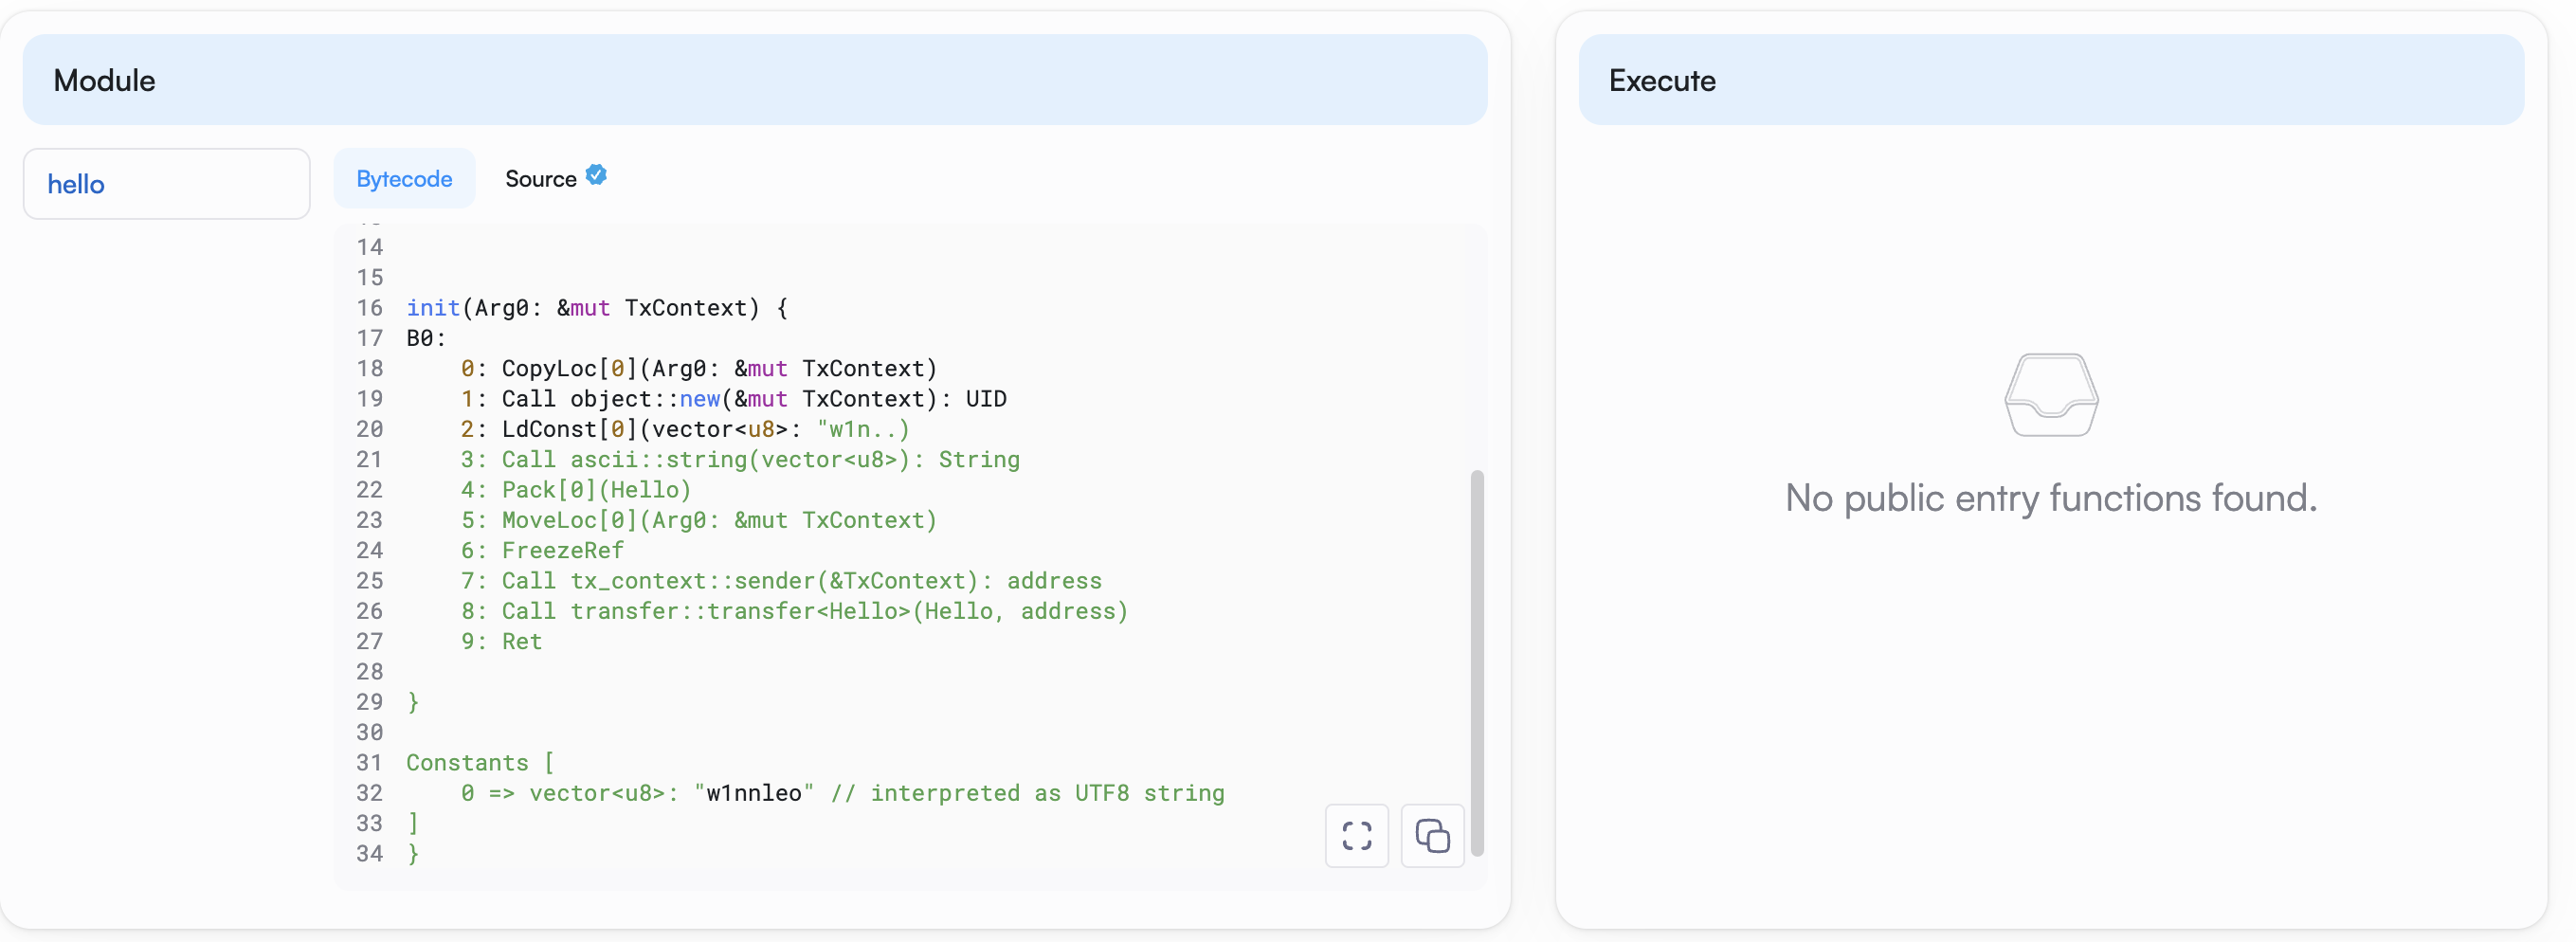 Module
hello
Bytecode
Source
14
15
16 init(Arg0: &mut TxContext) {
17 B0:
18     0: CopyLoc[0](Arg0: &mut TxContext)
19     1: Call object::new(&mut TxContext): UID
20     2: LdConst[0](vector<u8>: "w1n..)
21     3: Call ascii::string(vector<u8>): String
22     4: Pack[0](Hello)
23     5: MoveLoc[0](Arg0: &mut TxContext)
24     6: FreezeRef
25     7: Call tx_context::sender(&TxContext): address
26     8: Call transfer::transfer<Hello>(Hello, address)
27     9: Ret
28
29 }
30
31 Constants [
32     0 => vector<u8>: "w1nnleo" // interpreted as UTF8 string
33 ]
34 }
Execute
No public entry functions found.